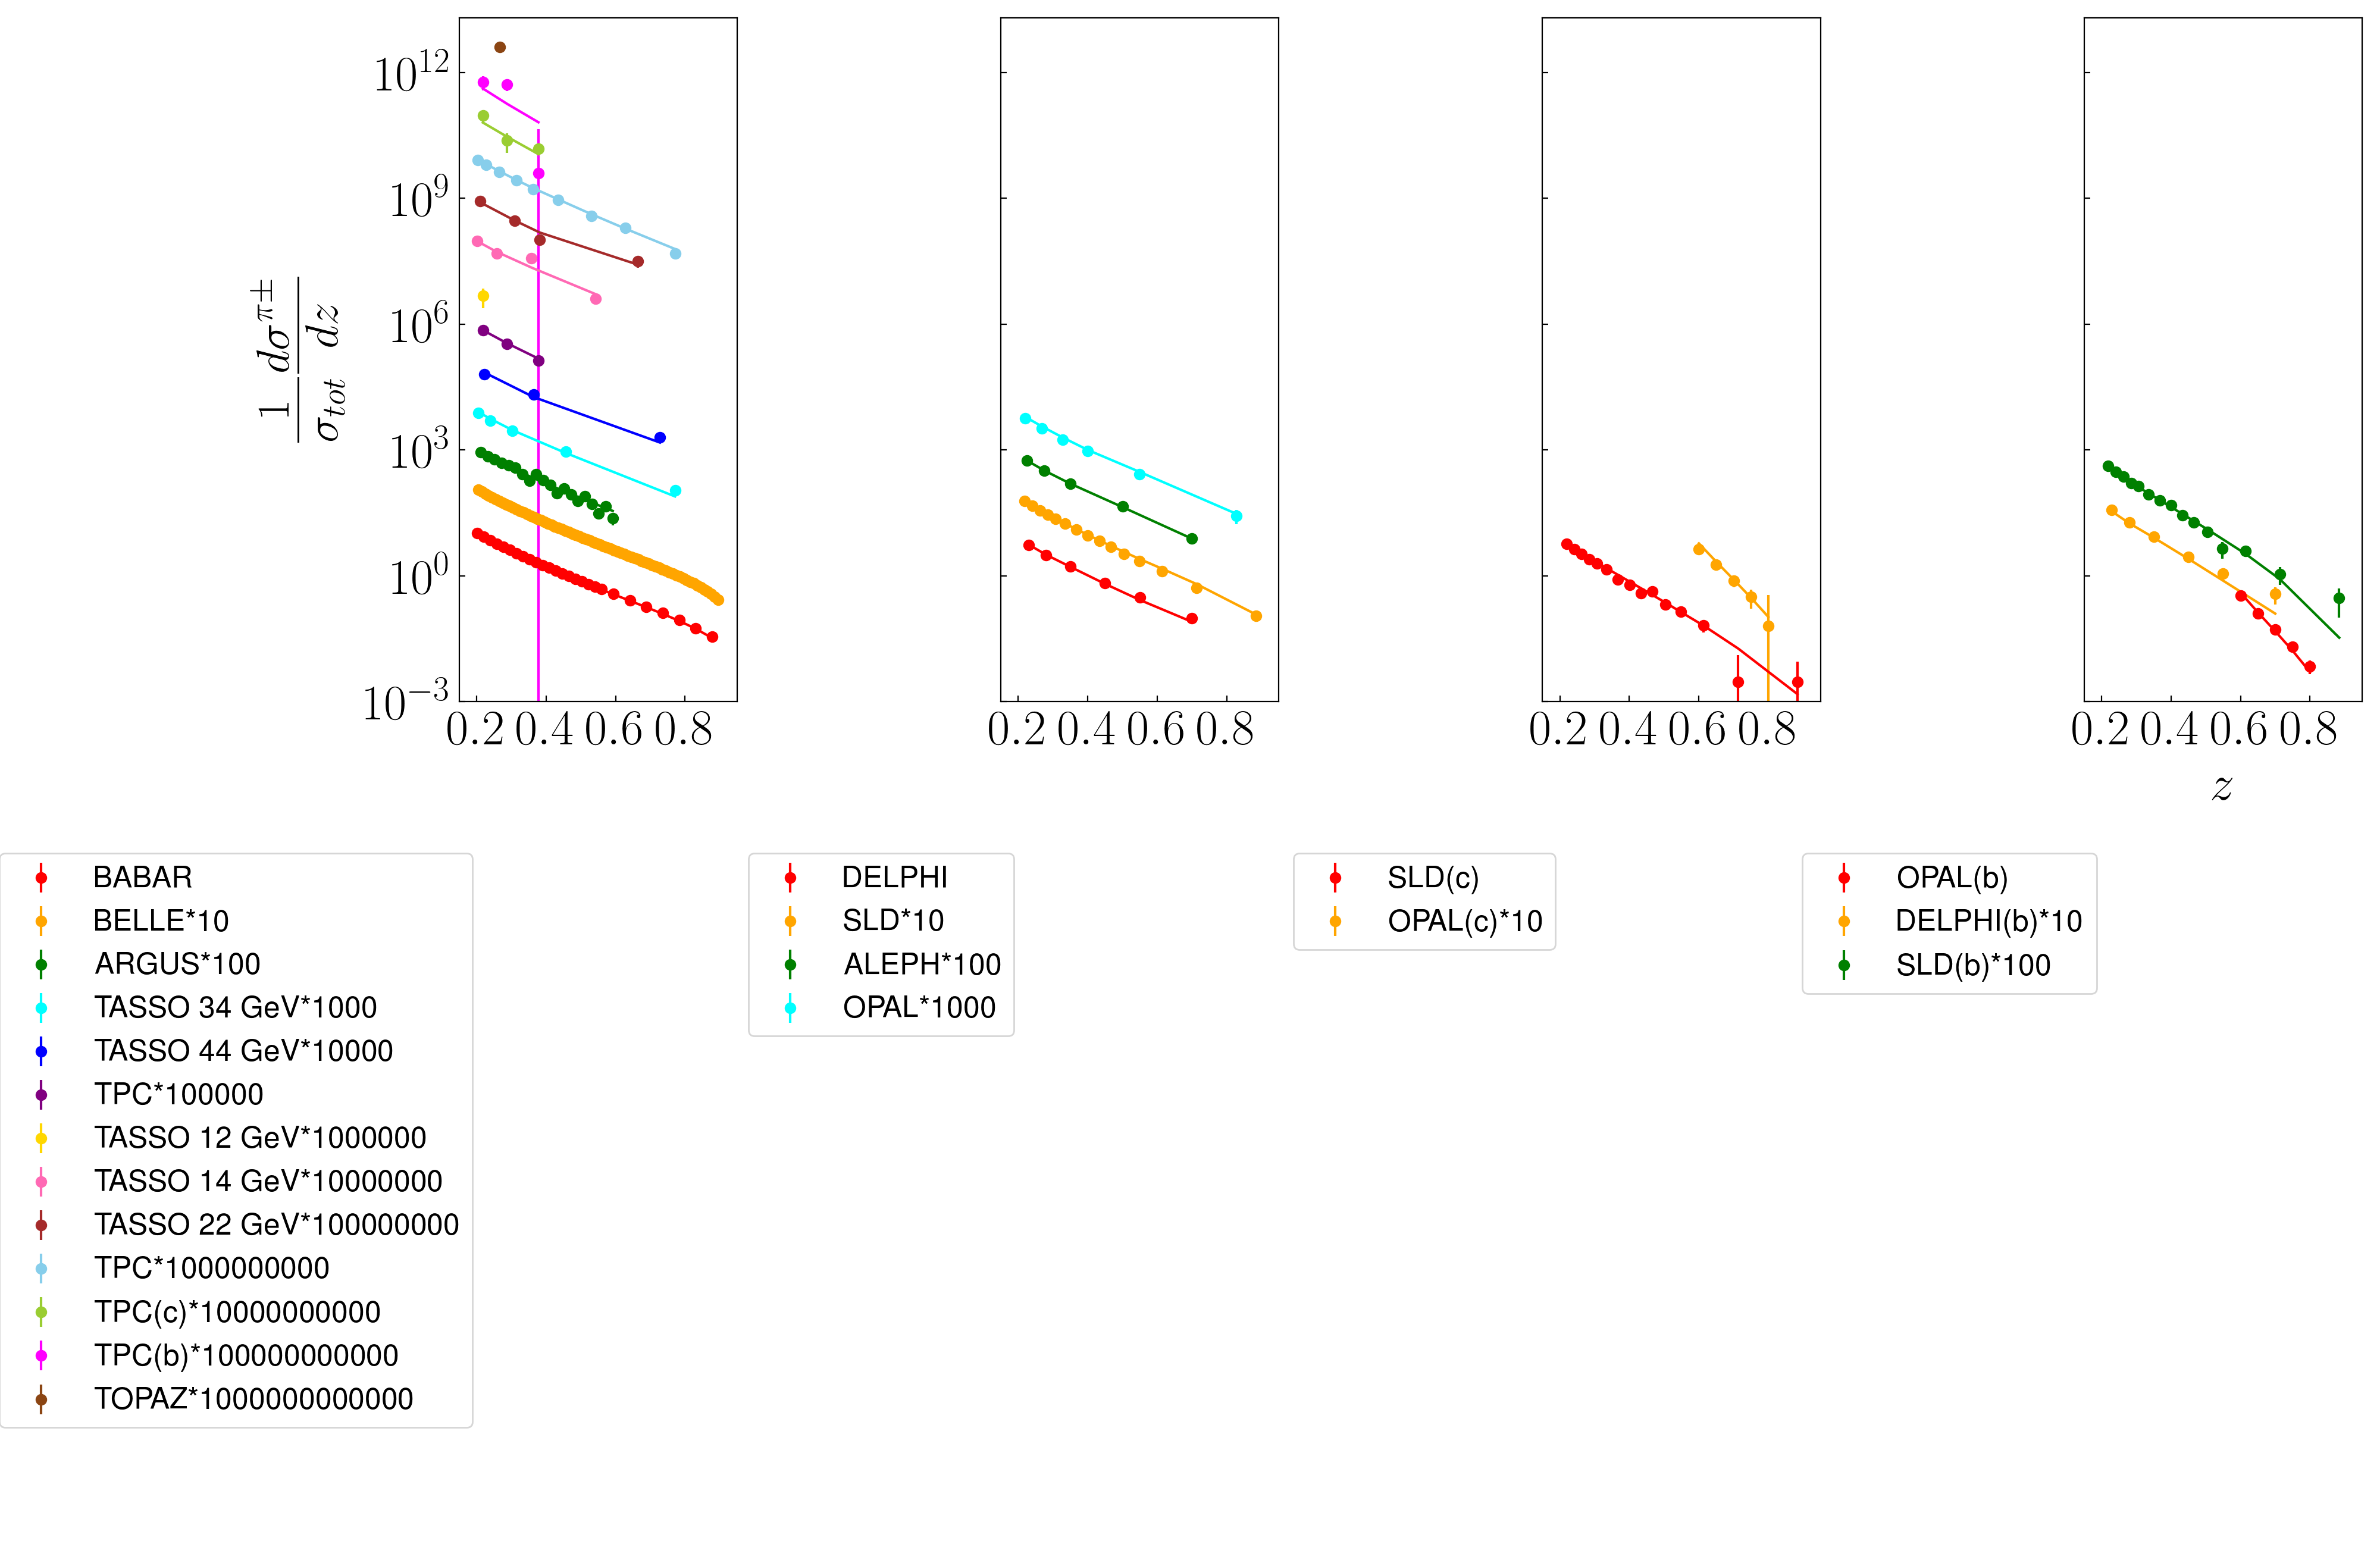 10^12
10^9
10^6
10^3
10^0
10^−3
1/σ_tot dσ^π±/dz
0.2 0.4 0.6 0.8
0.2 0.4 0.6 0.8
0.2 0.4 0.6 0.8
0.2 0.4 0.6 0.8
z
BABAR
BELLE*10
ARGUS*100
TASSO 34 GeV*1000
TASSO 44 GeV*10000
TPC*100000
TASSO 12 GeV*1000000
TASSO 14 GeV*10000000
TASSO 22 GeV*100000000
TPC*1000000000
TPC(c)*10000000000
TPC(b)*100000000000
TOPAZ*1000000000000
DELPHI
SLD*10
ALEPH*100
OPAL*1000
SLD(c)
OPAL(c)*10
OPAL(b)
DELPHI(b)*10
SLD(b)*100